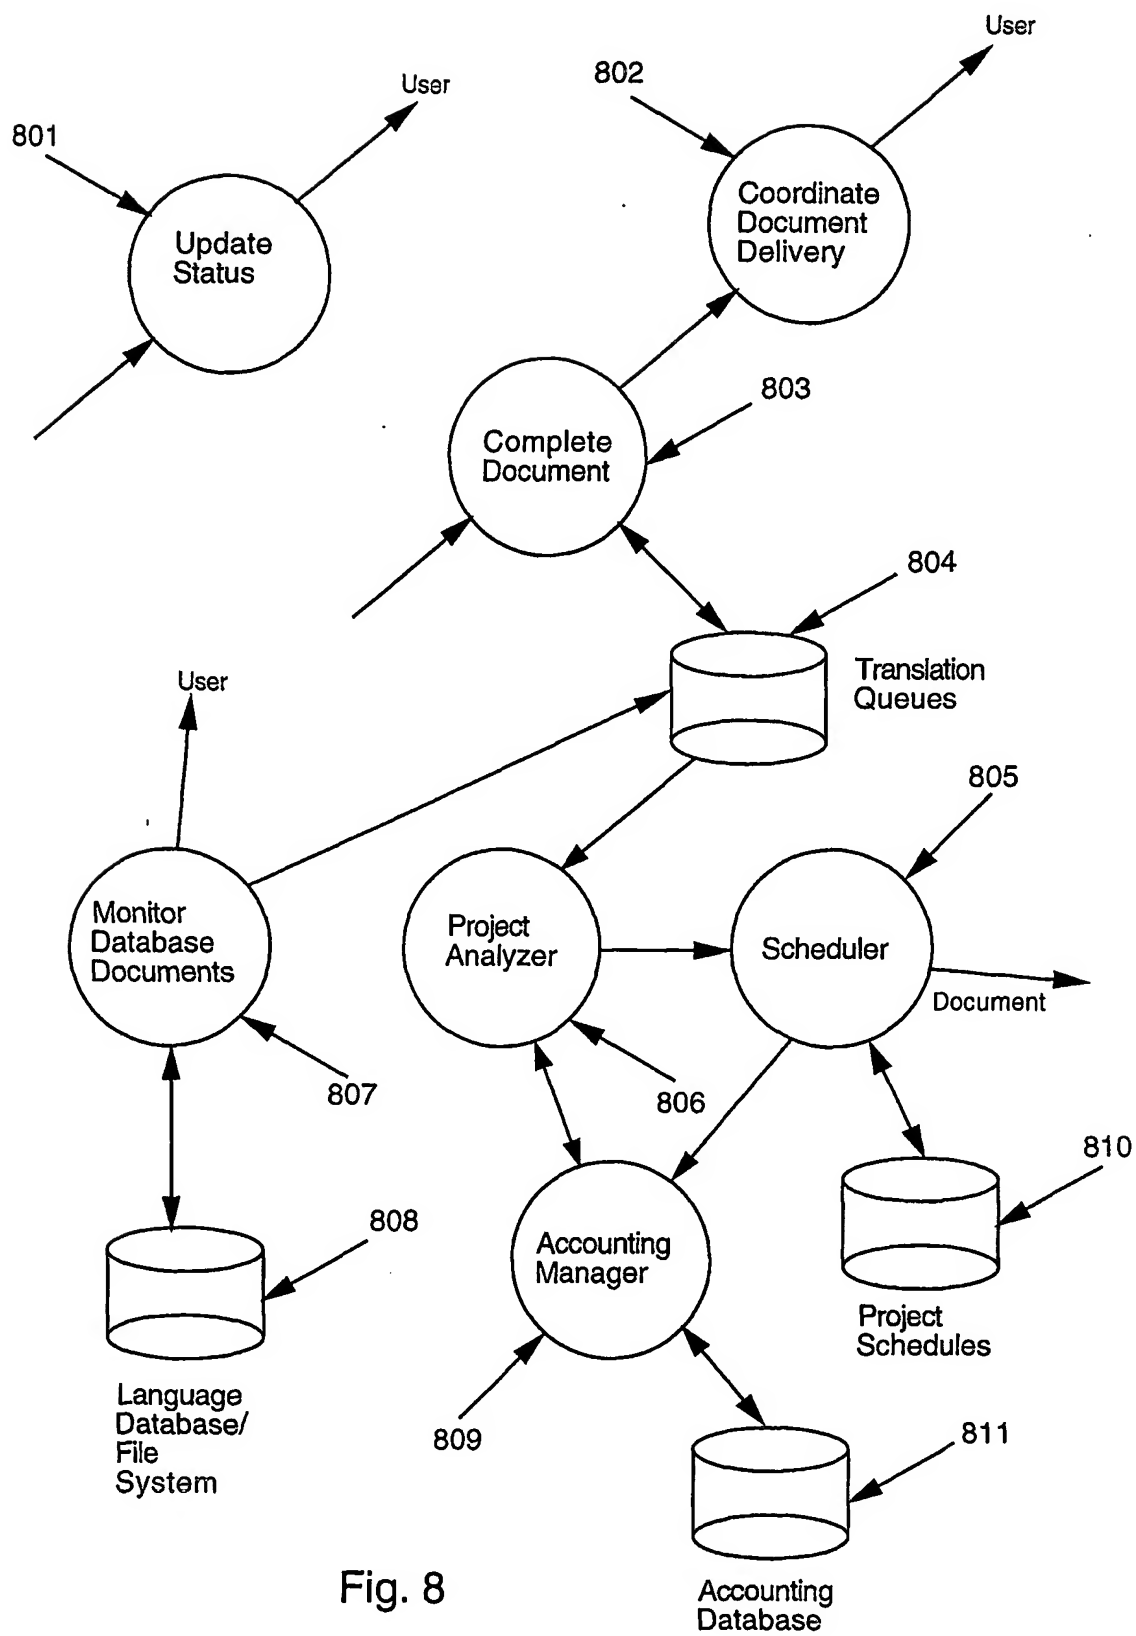 User
802
User
801
Coordinate
Document
Delivery
Update
Status
803
Complete
Document
804
Translation
Queues
User
805
Monitor
Database
Documents
Project
Analyzer
Scheduler
Document
807
806
810
808
Accounting
Manager
Project
Schedules
Language
Database/
File
System
809
811
Fig. 8
Accounting
Database